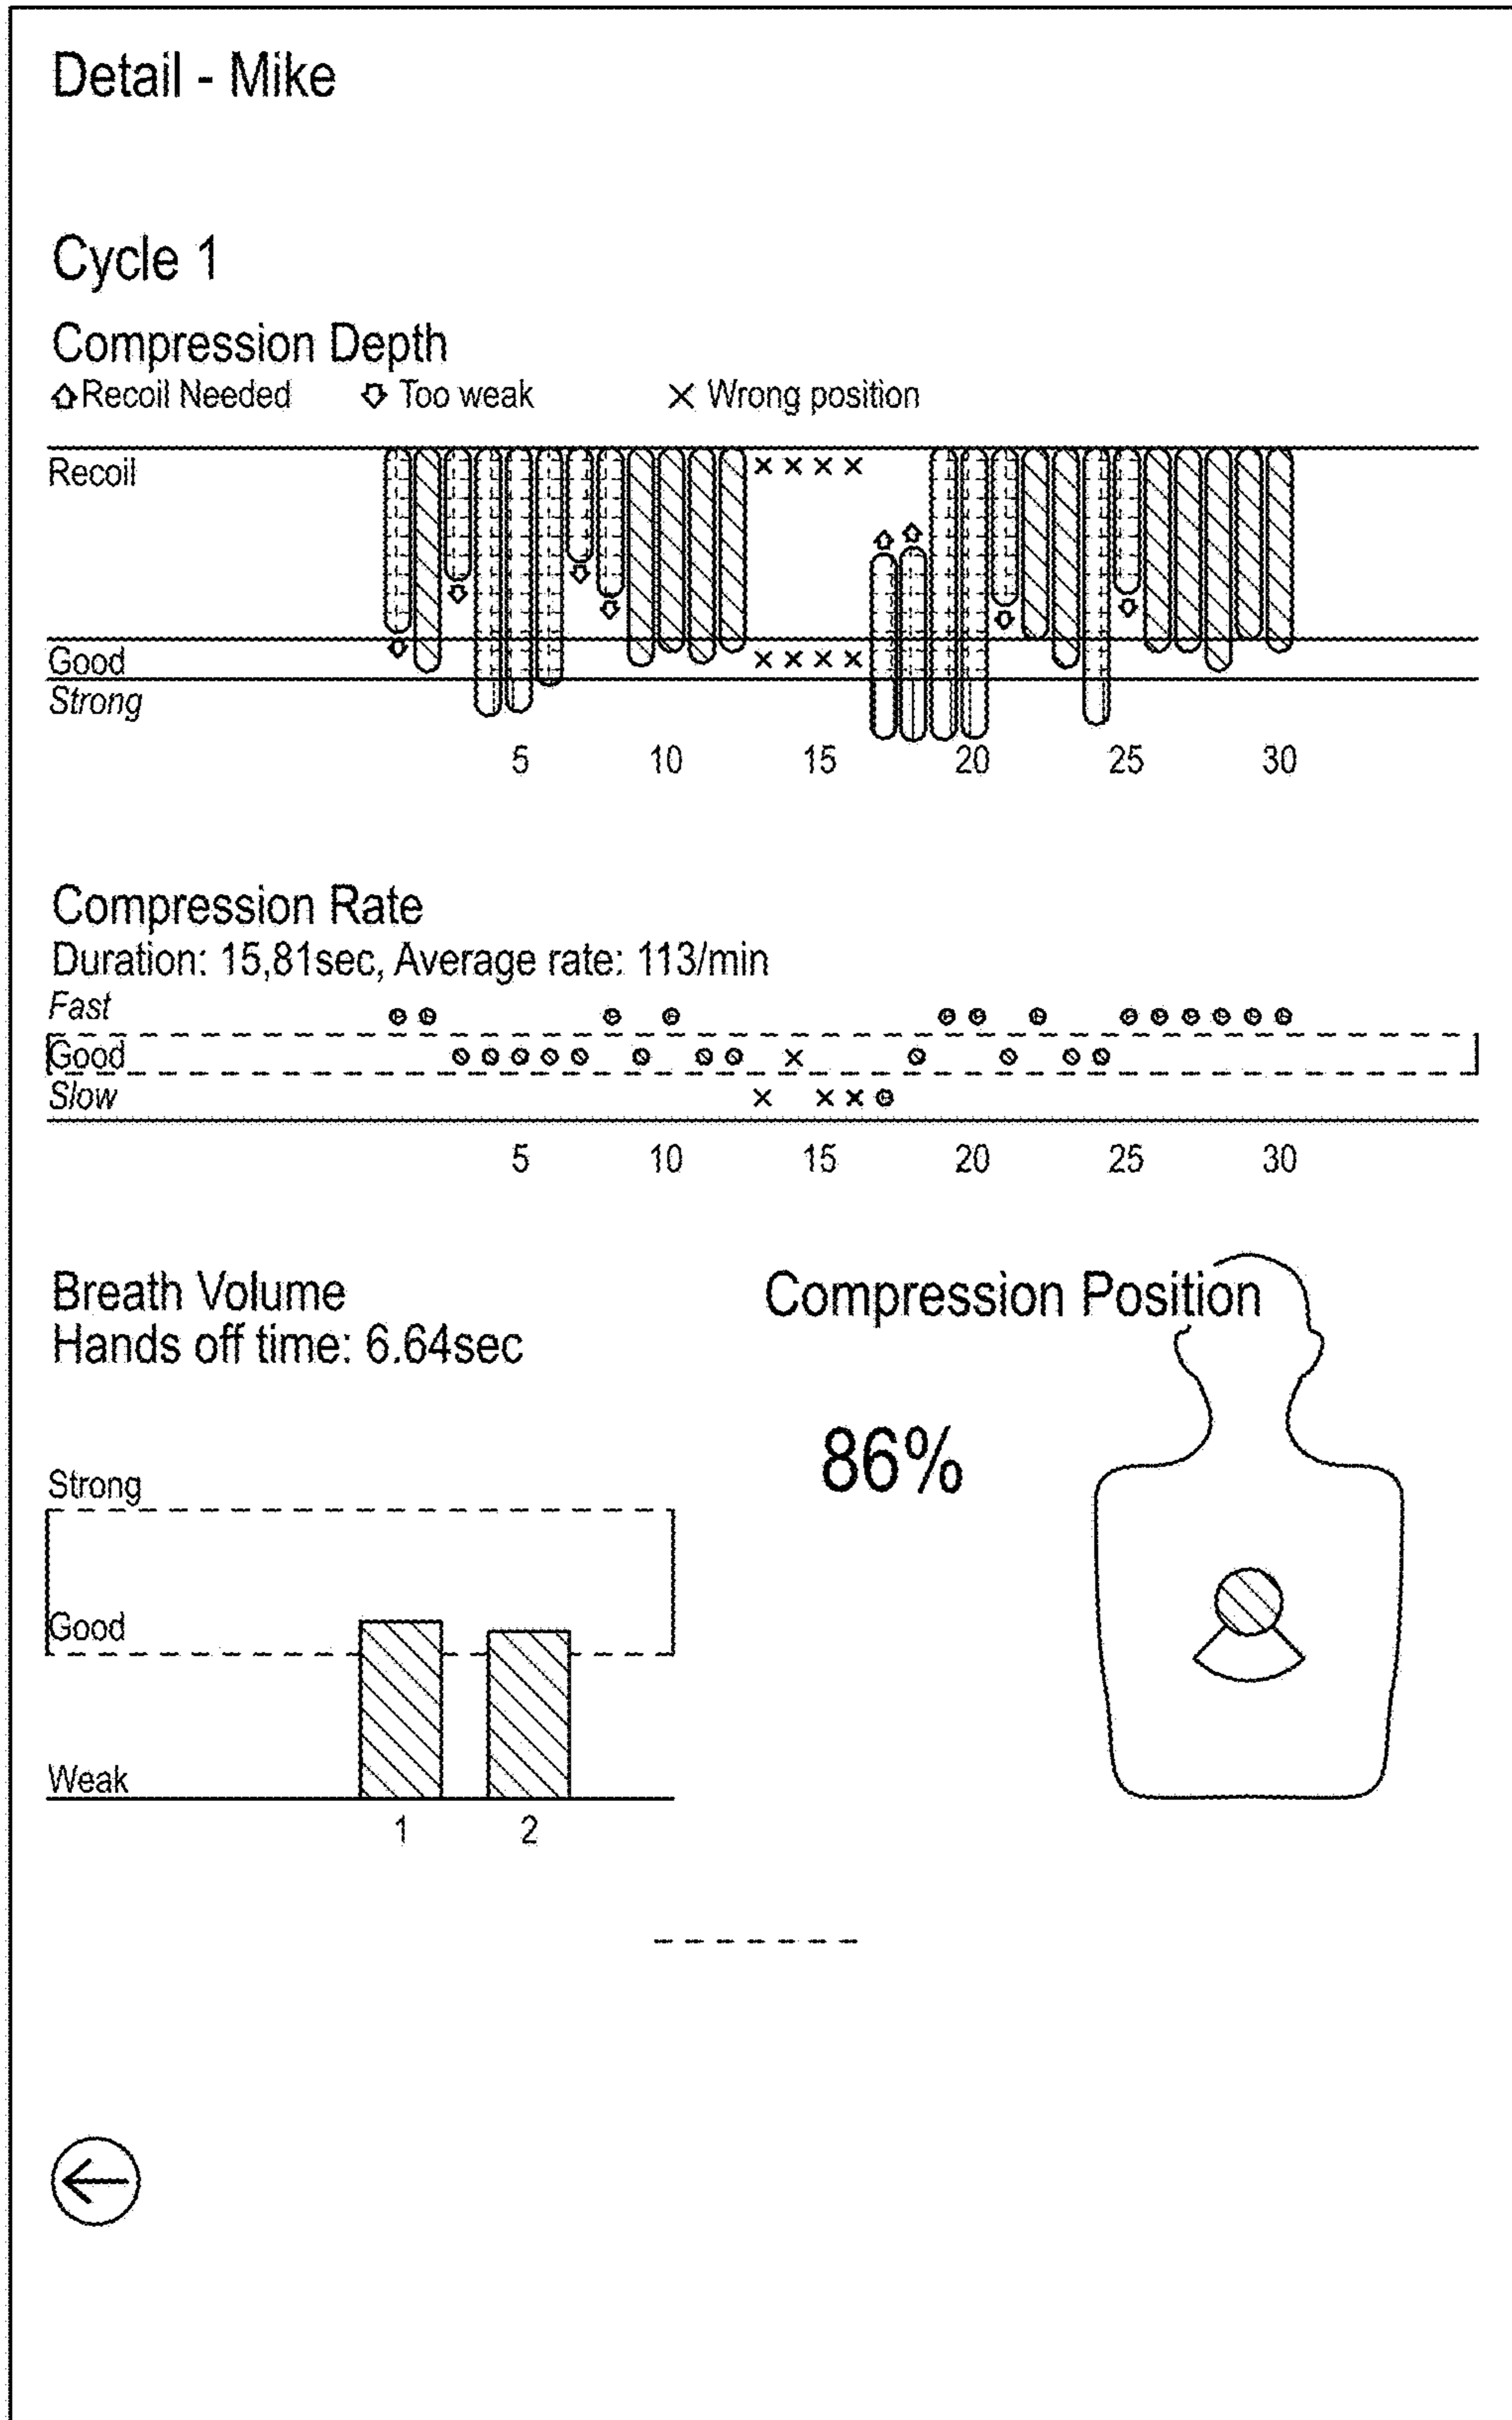 Detail - Mike
Cycle 1
Compression Depth
Recoil Needed Too weak × Wrong position
Recoil
× × × ×
Good
× × × ×
Strong
5 10 15 20 25 30
Compression Rate
Duration: 15,81sec, Average rate: 113/min
Fast
Good
Slow
5 10 15 20 25 30
Breath Volume
Hands off time: 6.64sec
Strong
Good
Weak
1 2
Compression Position
86%